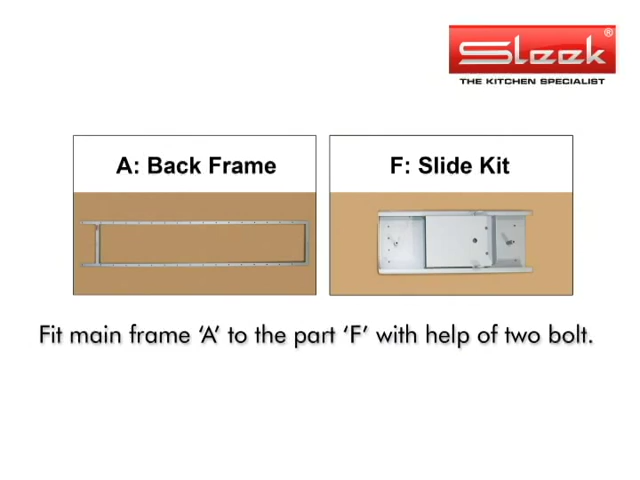 Sleek®
THE KITCHEN SPECIALIST
A: Back Frame
F: Slide Kit
Fit main frame ‘A’ to the part ‘F’ with help of two bolt.